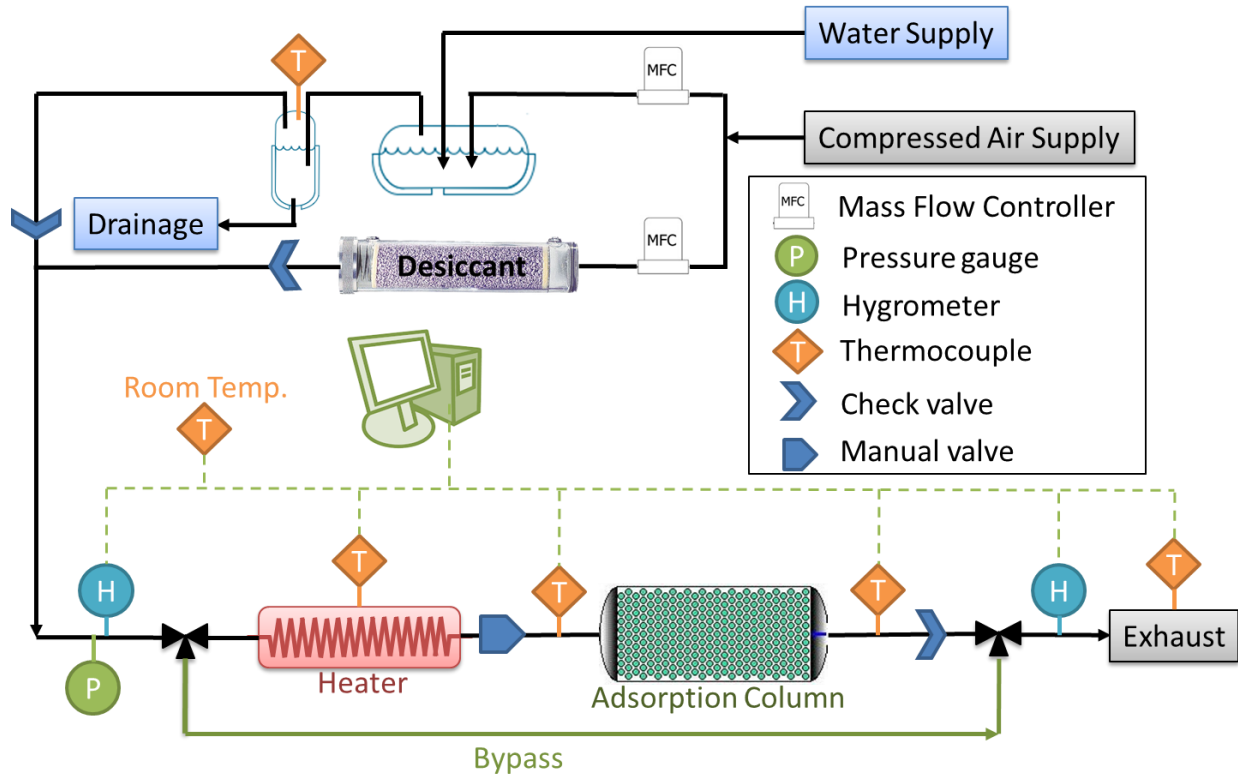 Water Supply
T
MFC
Compressed Air Supply
Drainage
MFC
Desiccant
MFC
Mass Flow Controller
P
Pressure gauge
H
Hygrometer
T
Thermocouple
Check valve
Manual valve
Room Temp.
T
H
T
T
T
H
T
P
Heater
Adsorption Column
Exhaust
Bypass